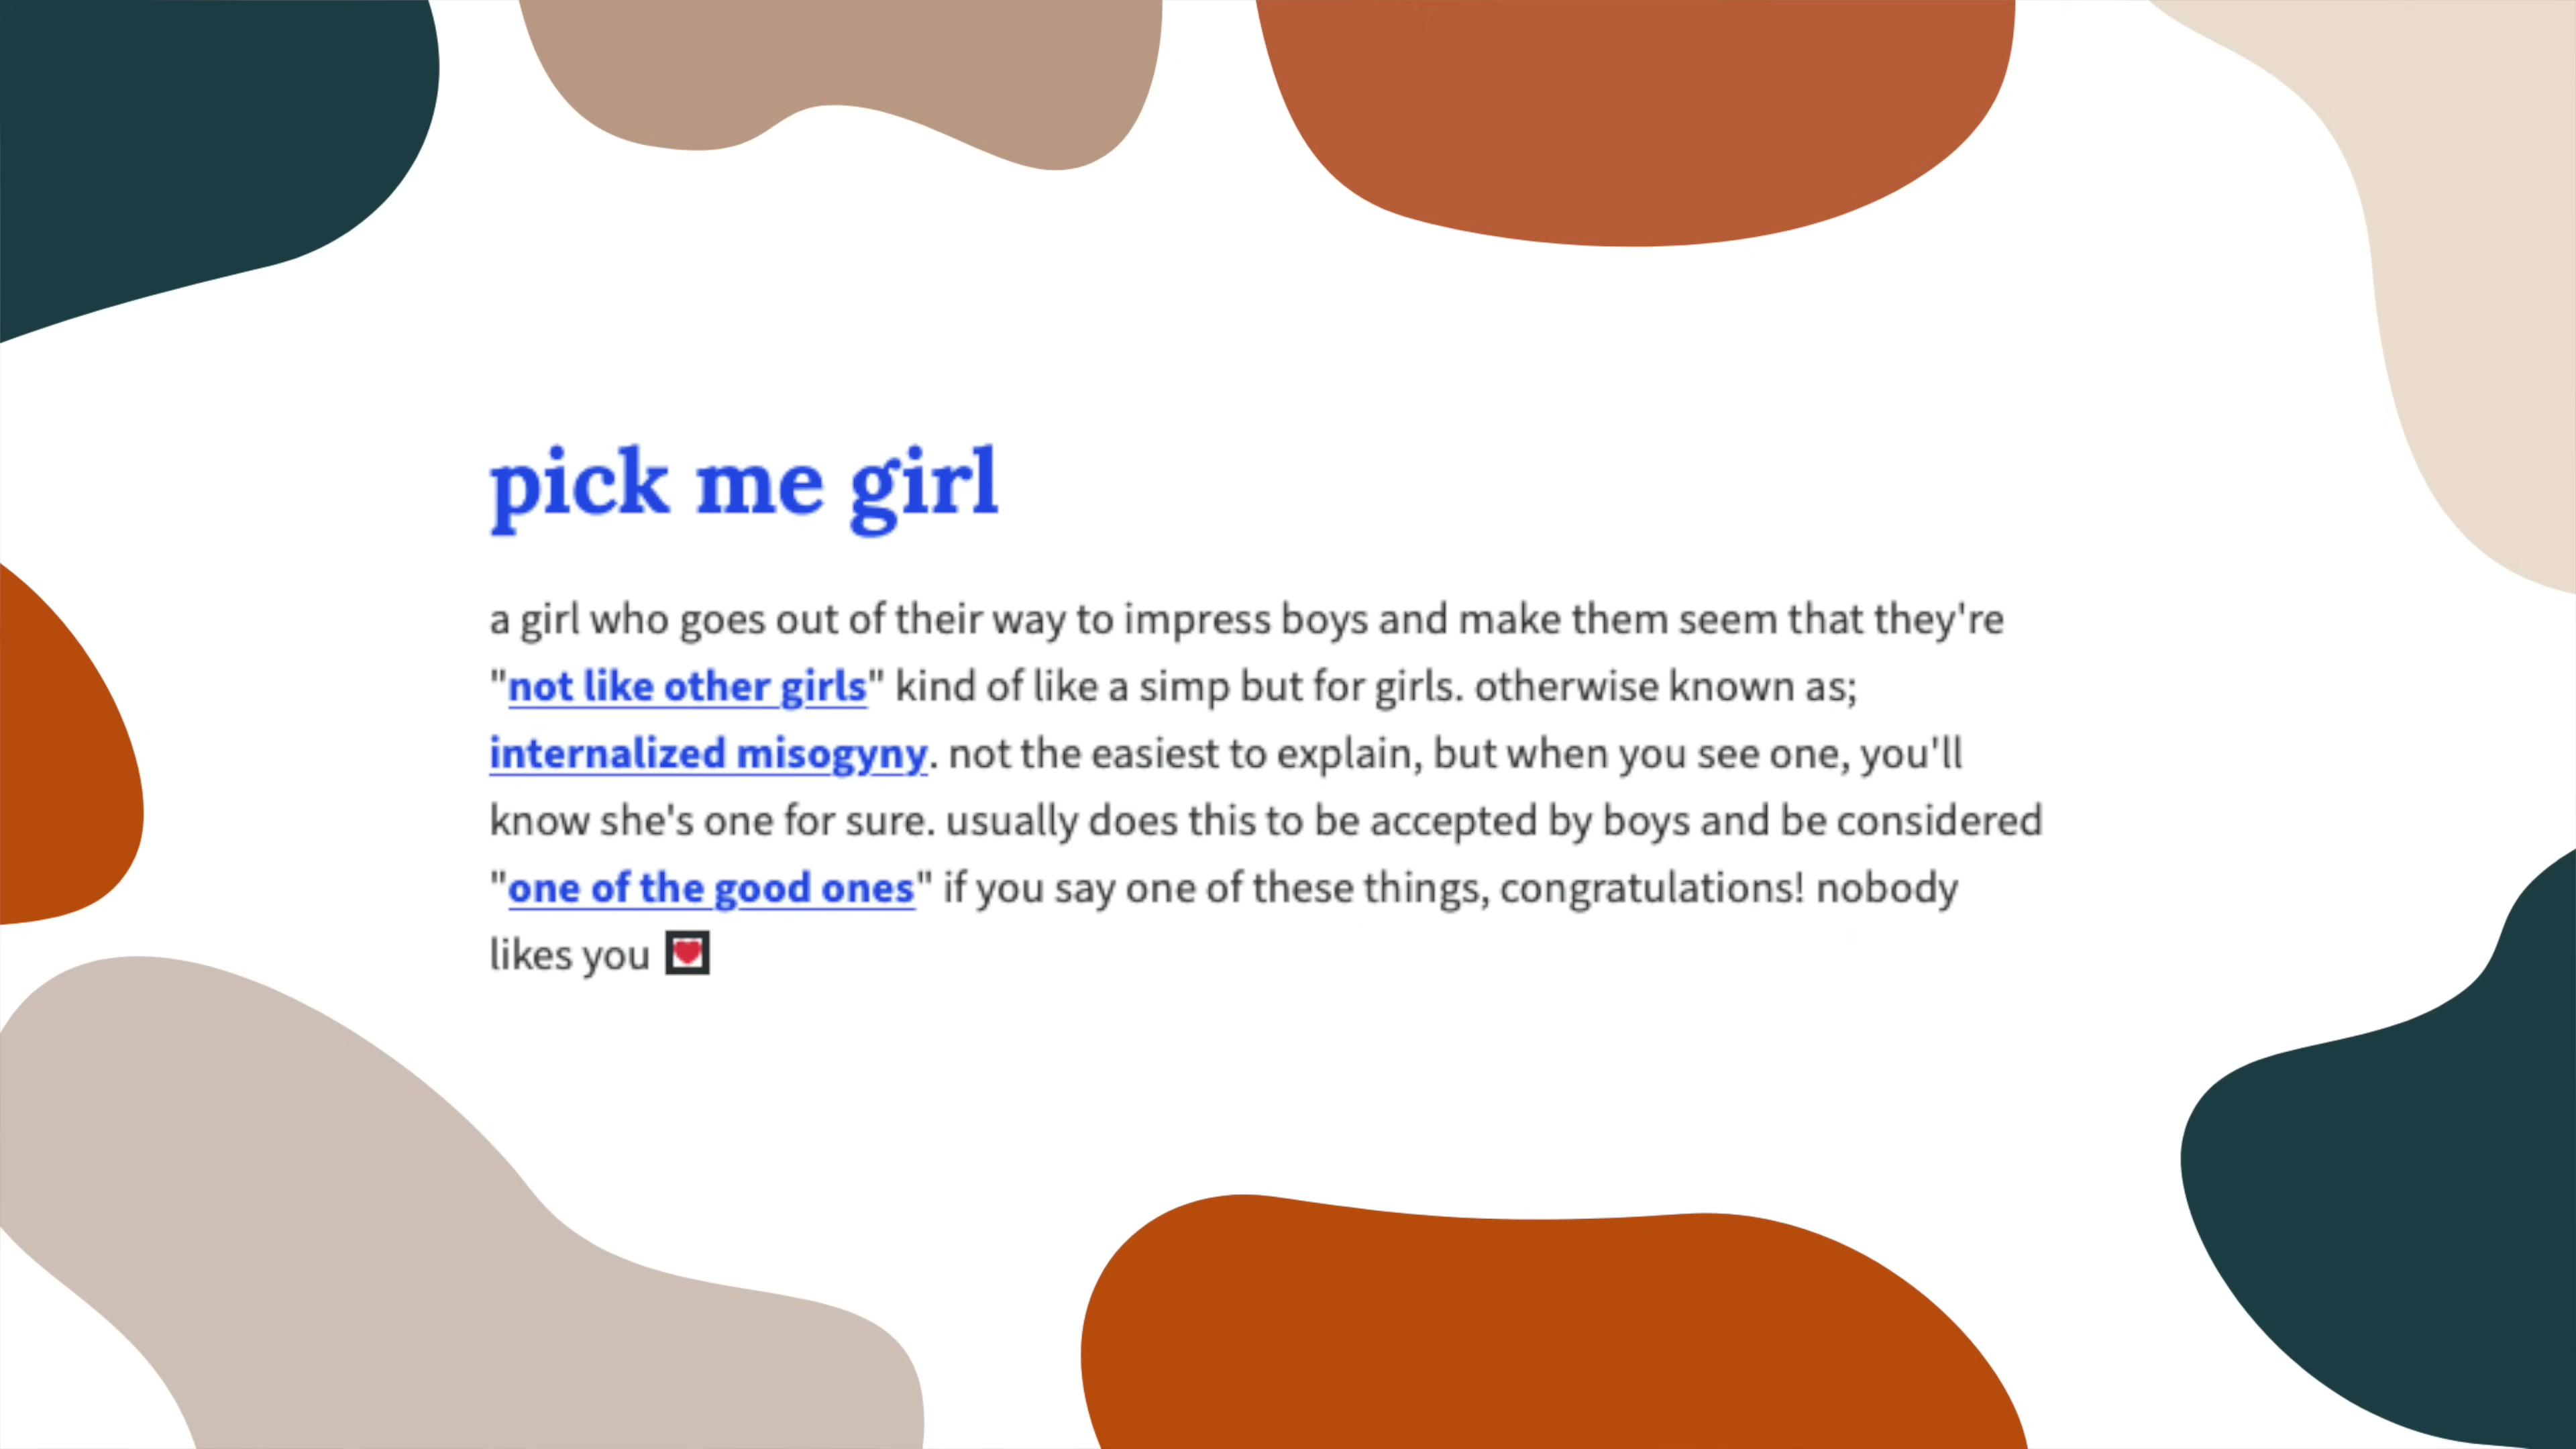 pick me girl
a girl who goes out of their way to impress boys and make them seem that they're
"not like other girls" kind of like a simp but for girls. otherwise known as;
internalized misogyny. not the easiest to explain, but when you see one, you'll
know she's one for sure. usually does this to be accepted by boys and be considered
"one of the good ones" if you say one of these things, congratulations! nobody
likes you 💟